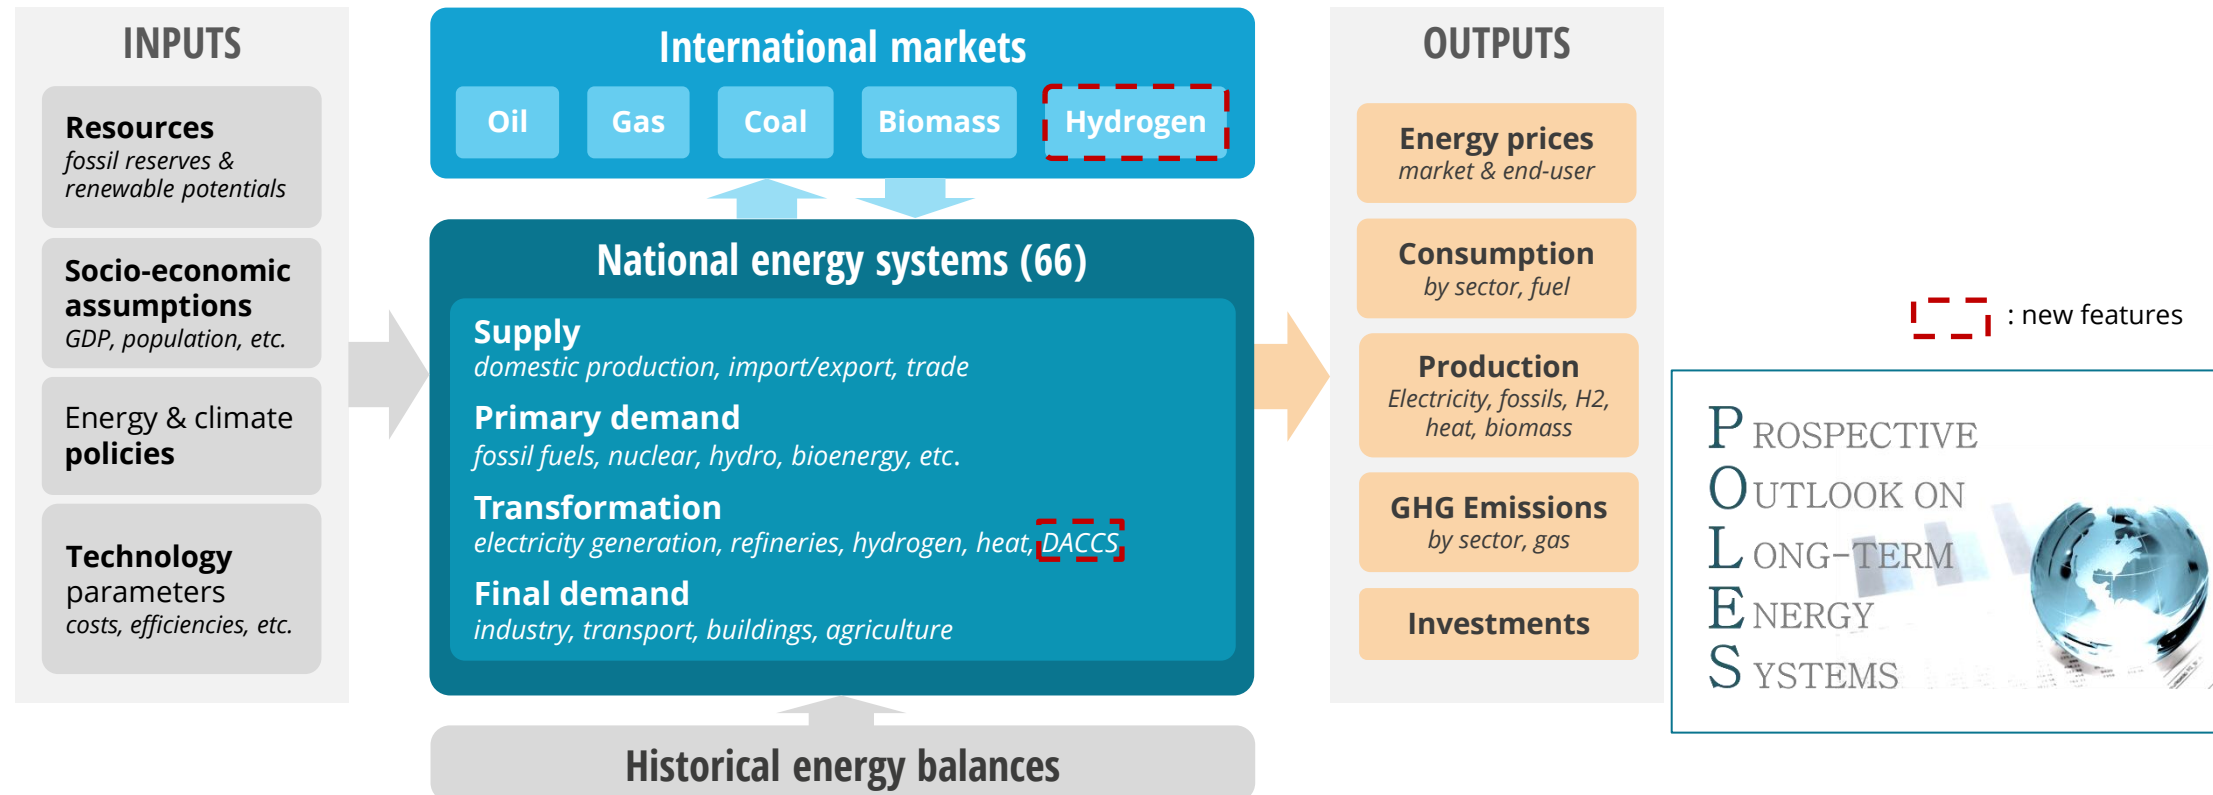 INPUTS
Resources
fossil reserves &
renewable potentials
Socio-economic
assumptions
GDP, population, etc.
Energy & climate
policies
Technology
parameters
costs, efficiencies, etc.
International markets
Oil
Gas
Coal
Biomass
Hydrogen
National energy systems (66)
Supply
domestic production, import/export, trade
Primary demand
fossil fuels, nuclear, hydro, bioenergy, etc.
Transformation
electricity generation, refineries, hydrogen, heat, DACCS
Final demand
industry, transport, buildings, agriculture
Historical energy balances
OUTPUTS
Energy prices
market & end-user
Consumption
by sector, fuel
Production
Electricity, fossils, H2,
heat, biomass
GHG Emissions
by sector, gas
Investments
: new features
PROSPECTIVE
OUTLOOK ON
LONG-TERM
ENERGY
SYSTEMS